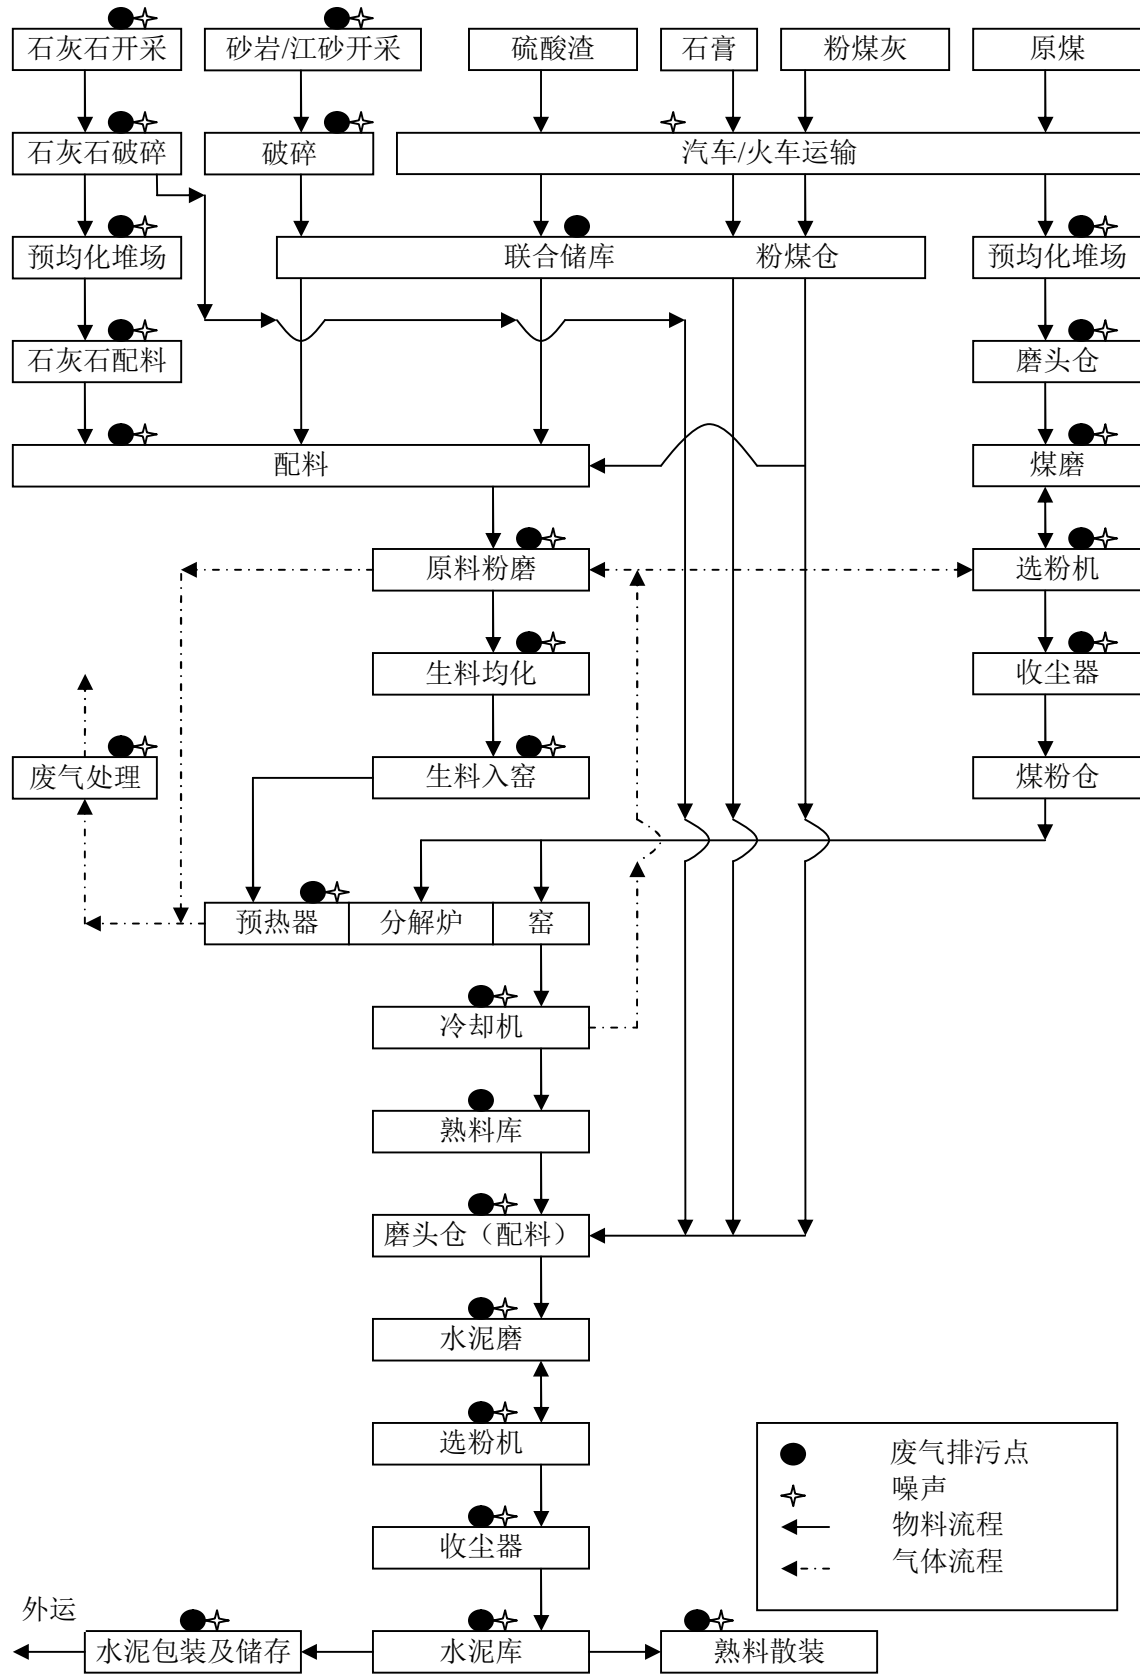 石灰石开采
砂岩/江砂开采
硫酸渣
石膏
粉煤灰
原煤
石灰石破碎
破碎
汽车/火车运输
预均化堆场
联合储库
粉煤仓
预均化堆场
石灰石配料
磨头仓
配料
煤磨
原料粉磨
选粉机
生料均化
收尘器
废气处理
生料入窑
煤粉仓
预热器
分解炉
窑
冷却机
熟料库
磨头仓（配料）
水泥磨
选粉机
废气排污点
噪声
物料流程
收尘器
气体流程
外运
水泥包装及储存
水泥库
熟料散装